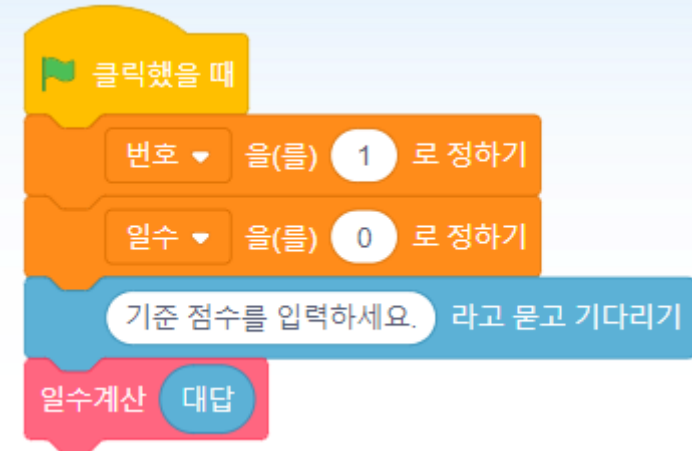 클릭했을 때
번호 을(를) 1 로 정하기
일수 을(를) 0 로 정하기
기준 점수를 입력하세요. 라고 묻고 기다리기
일수계산 대답